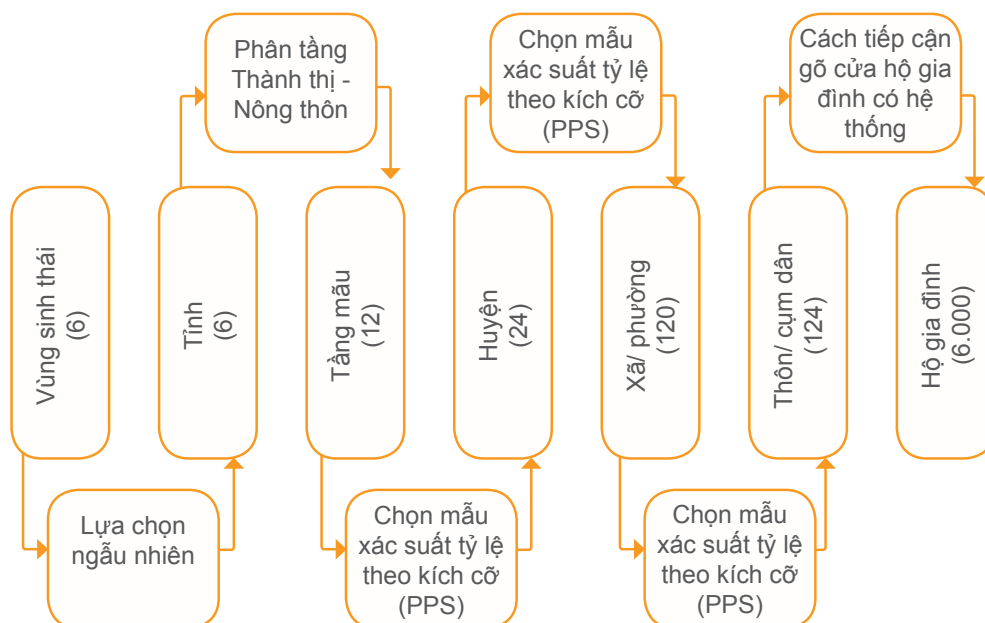 Phân tầng
Thành thị -
Nông thôn
Chọn mẫu
xác suất tỷ lệ
theo kích cỡ
(PPS)
Cách tiếp cận
gõ cửa hộ gia
đình có hệ
thống
Vùng sinh thái
(6)
Tỉnh
(6)
Tầng mãu
(12)
Huyện
(24)
Xã/ phường
(120)
Thôn/ cụm dân
(124)
Hộ gia đình
(6.000)
Lựa chọn
ngẫu nhiên
Chọn mẫu
xác suất tỷ lệ
theo kích cỡ
(PPS)
Chọn mẫu
xác suất tỷ lệ
theo kích cỡ
(PPS)